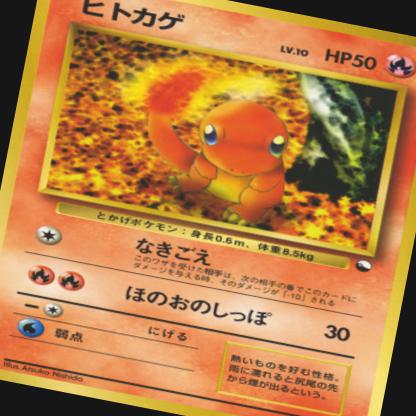 ヒトカゲ
LV.10 HP50
とかげポケモン：身長0.6m、体重8.5kg
なきごえ
このワザを受けた相手は、次の相手の番でこのカードに
ダメージを与える時、そのダメージが「-10」される
ほのおのしっぽ 30
弱点 にげる
熱いものを好む性格。
雨に濡れると尻尾の先
から煙が出るという。
Illus. Atsuko Nishida